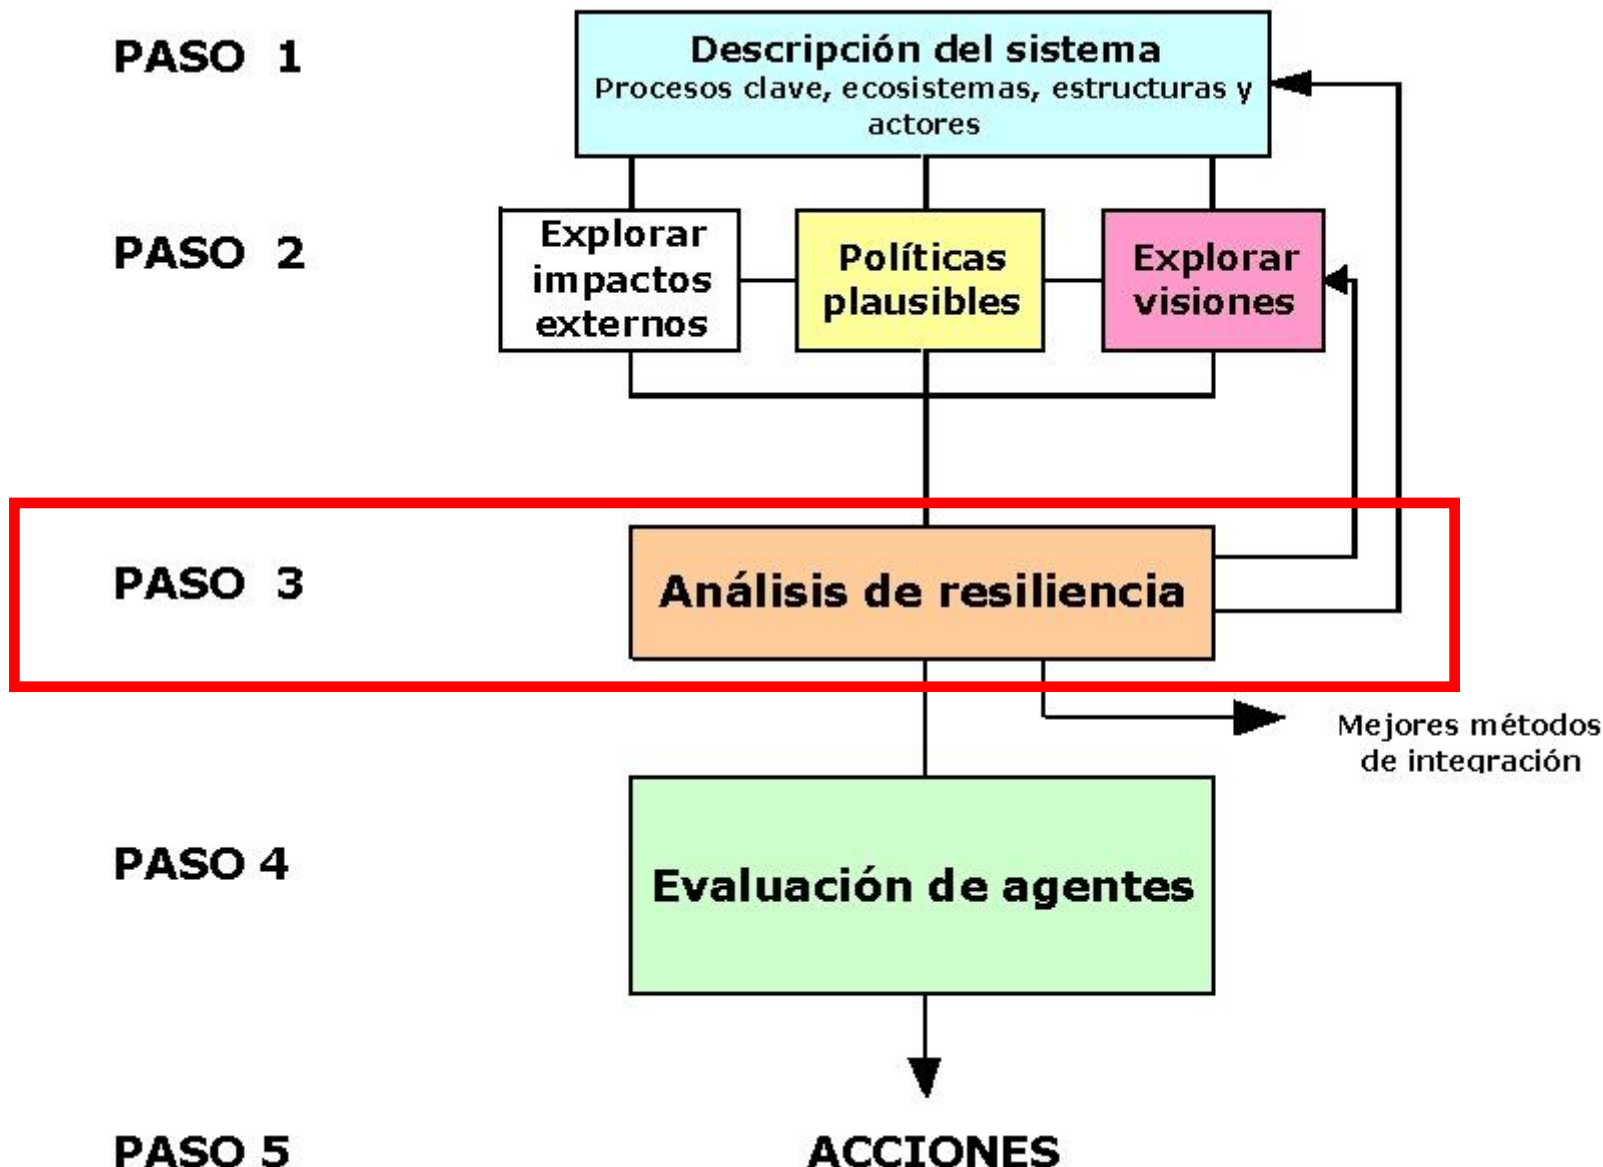 PASO 1
Descripción del sistema
Procesos clave, ecosistemas, estructuras y
actores
PASO 2
Explorar
impactos
externos
Políticas
plausibles
Explorar
visiones
PASO 3
Análisis de resiliencia
Mejores métodos
de integración
PASO 4
Evaluación de agentes
PASO 5
ACCIONES